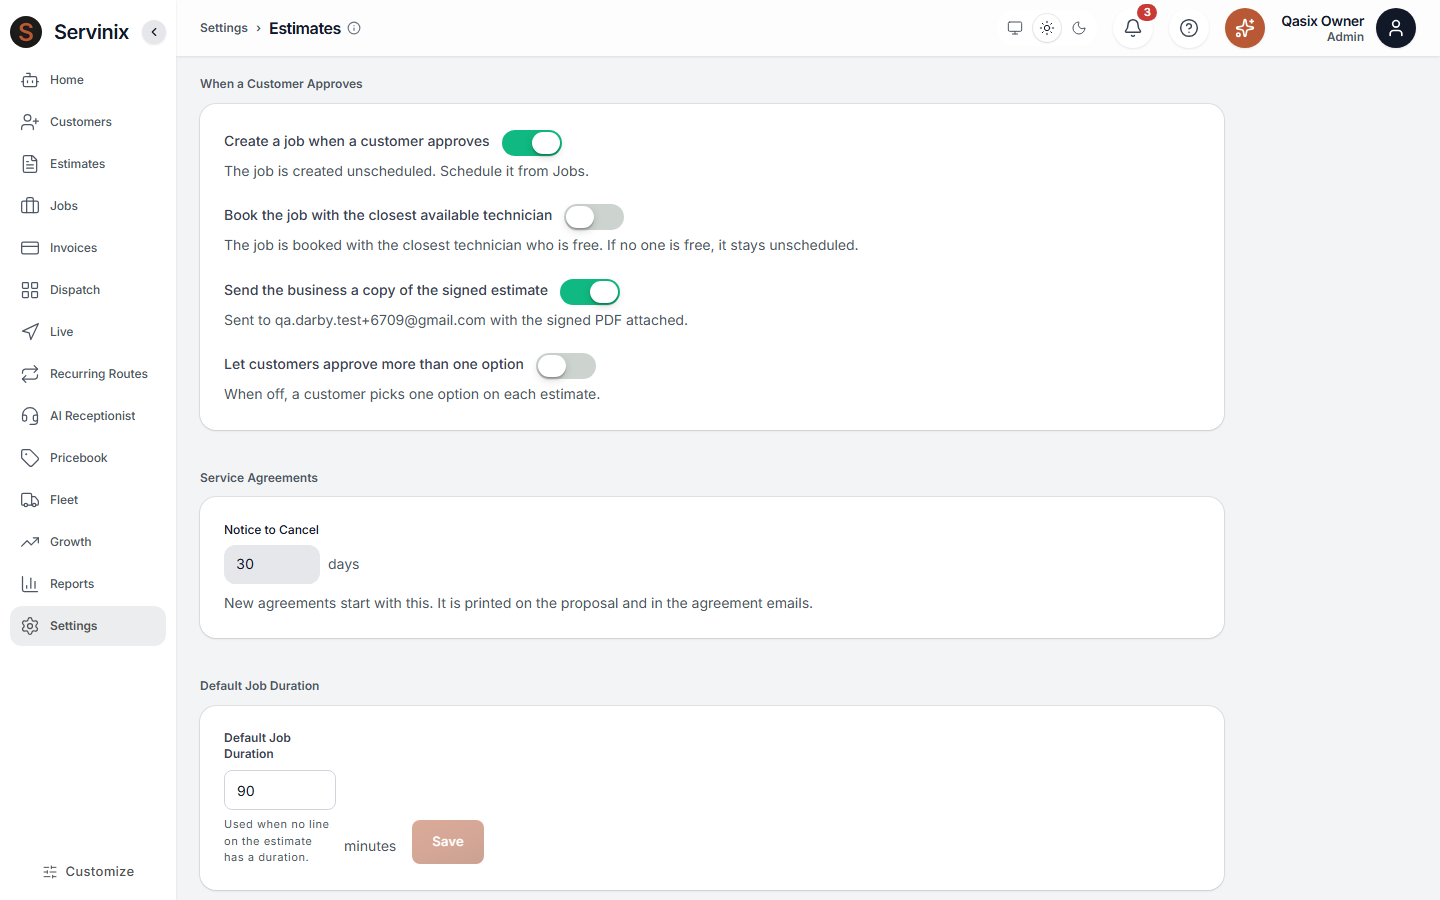 S
Servinix
Home
Customers
Estimates
Jobs
Invoices
Dispatch
Live
Recurring Routes
AI Receptionist
Pricebook
Fleet
Growth
Reports
Settings
Customize
Settings › Estimates
3
Qasix Owner
Admin
When a Customer Approves
Create a job when a customer approves
The job is created unscheduled. Schedule it from Jobs.
Book the job with the closest available technician
The job is booked with the closest technician who is free. If no one is free, it stays unscheduled.
Send the business a copy of the signed estimate
Sent to qa.darby.test+6709@gmail.com with the signed PDF attached.
Let customers approve more than one option
When off, a customer picks one option on each estimate.
Service Agreements
Notice to Cancel
30 days
New agreements start with this. It is printed on the proposal and in the agreement emails.
Default Job Duration
Default Job
Duration
90
Used when no line
on the estimate
has a duration.
minutes
Save